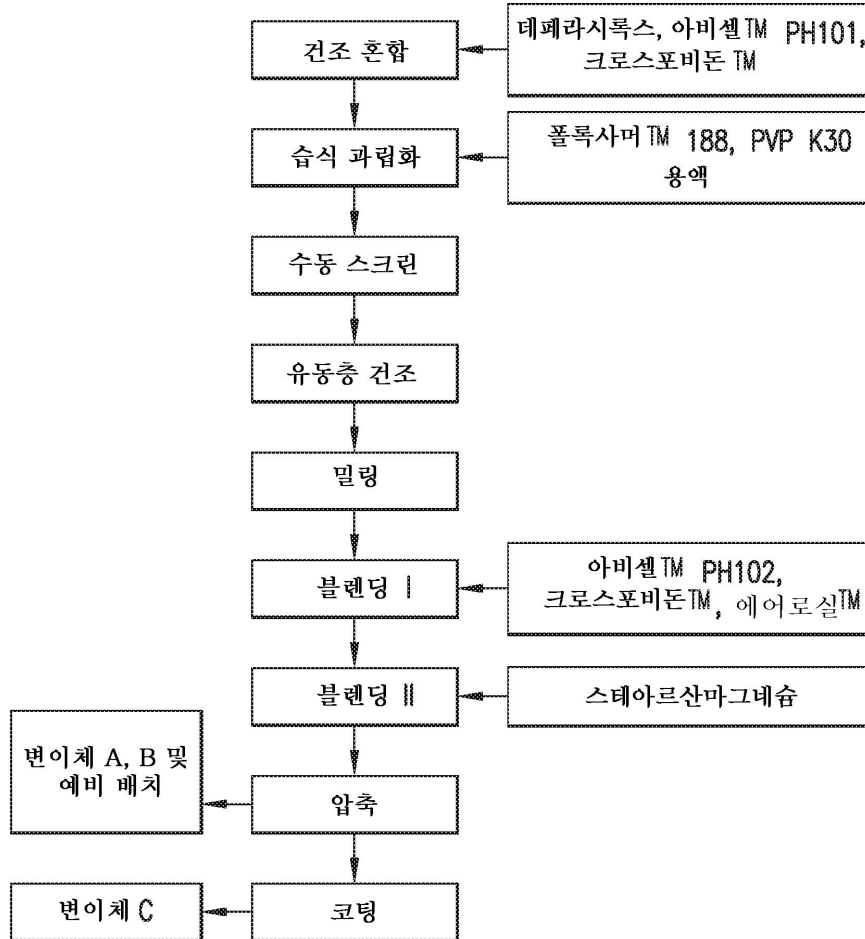 건조 혼합
데페라시록스, 아비셀TM PH101,
크로스포비돈TM
습식 과립화
폴록사머TM 188, PVP K30
용액
수동 스크린
유동층 건조
밀링
블렌딩 I
아비셀TM PH102,
크로스포비돈TM, 에어로실TM
블렌딩 II
스테아르산마그네슘
변이체 A, B 및
예비 배치
압축
변이체 C
코팅